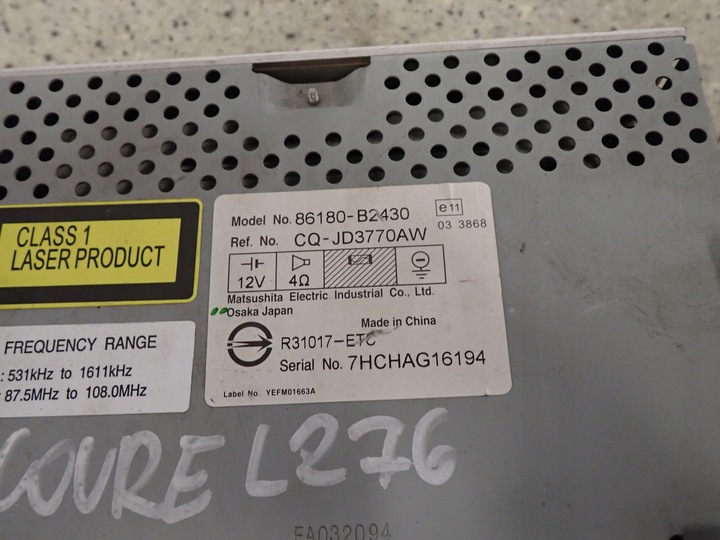 Model No. 86180-B2430
e11
03 3868
Ref. No. CQ-JD3770AW
CLASS 1
LASER PRODUCT
12V 4Ω
Matsushita Electric Industrial Co., Ltd.
Osaka Japan
Made in China
R31017-ETC
Serial No. 7HCHAG16194
Label No. YEFM01663A
FREQUENCY RANGE
: 531kHz to 1611kHz
: 87.5MHz to 108.0MHz
COURE L276
FA032094